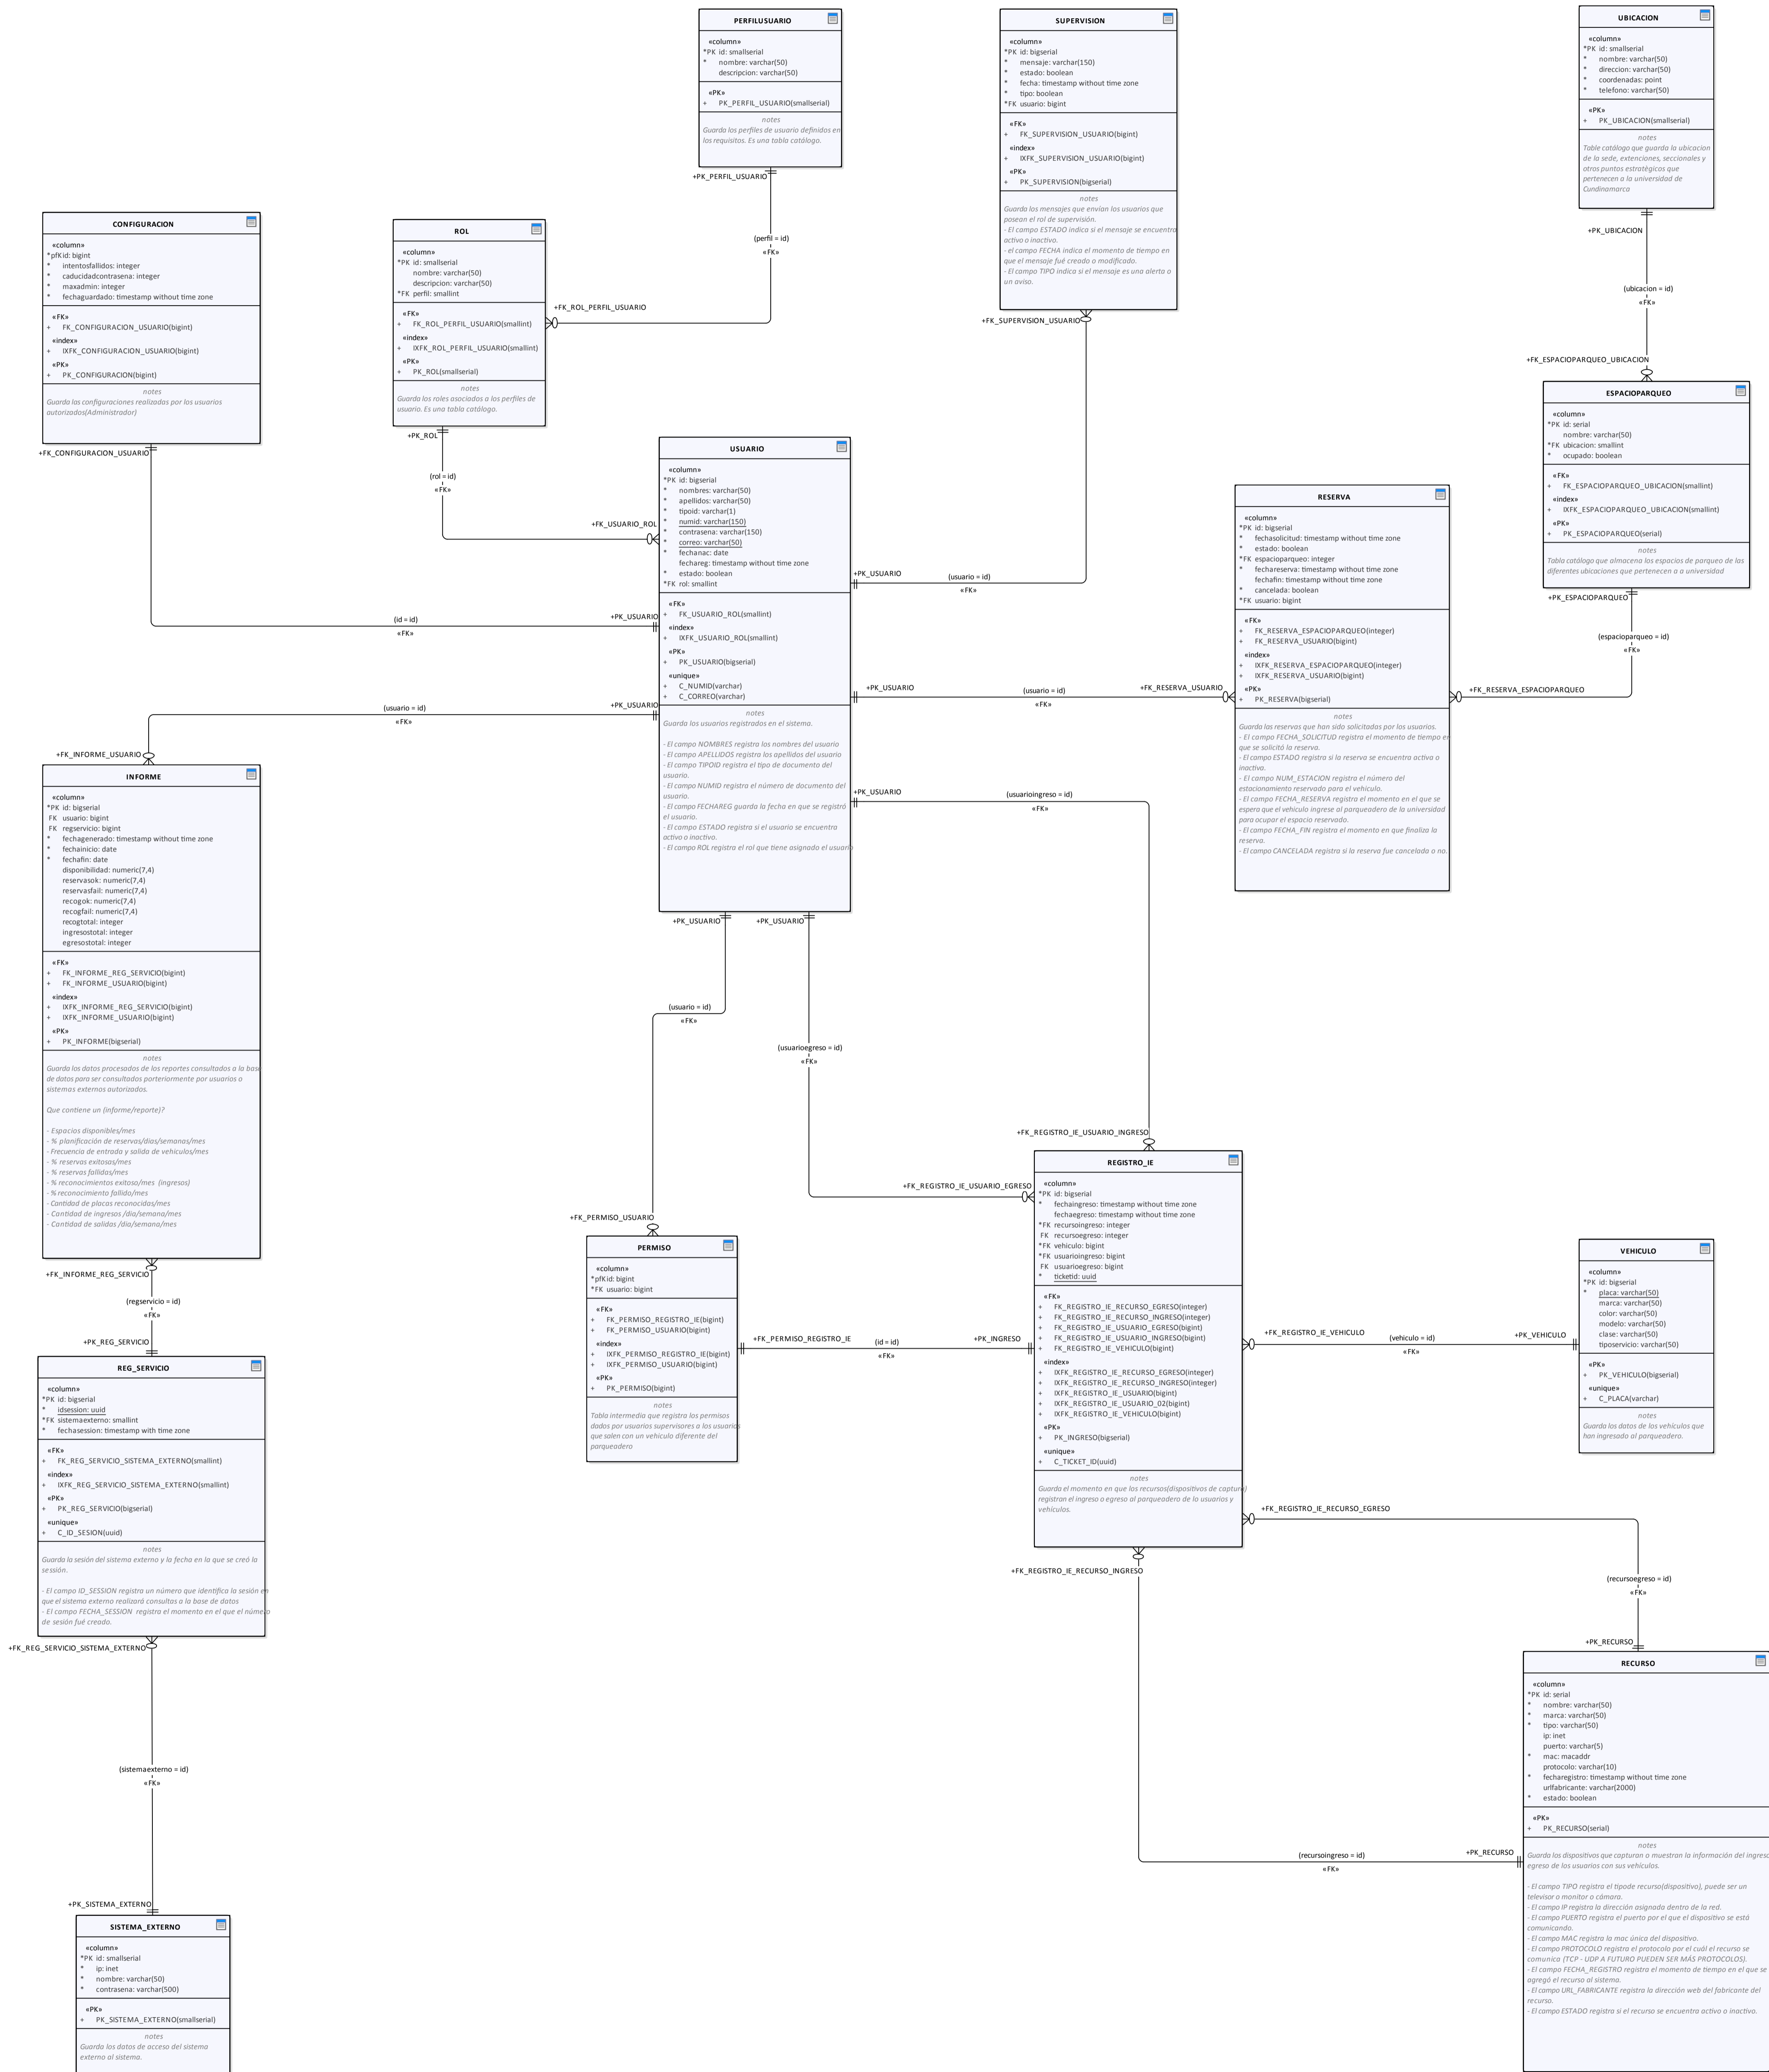 PERFILUSUARIO
«column»
*PK id: smallserial
* nombre: varchar(50)
descripcion: varchar(50)
«PK»
+ PK_PERFIL_USUARIO(smallserial)
notes
Guarda los perfiles de usuario definidos en
los requisitos. Es una tabla catálogo.
+PK_PERFIL_USUARIO
(perfil = id)
«FK»
+FK_ROL_PERFIL_USUARIO
SUPERVISION
«column»
*PK id: bigserial
* mensaje: varchar(150)
* estado: boolean
* fecha: timestamp without time zone
* tipo: boolean
*FK usuario: bigint
«FK»
+ FK_SUPERVISION_USUARIO(bigint)
«index»
+ IXFK_SUPERVISION_USUARIO(bigint)
«PK»
+ PK_SUPERVISION(bigserial)
notes
Guarda los mensajes que envian los usuarios que
posean el rol de supervisión.
- El campo ESTADO indica si el mensaje se encuentra
activo o inactivo.
- el campo FECHA indica el momento de tiempo en
que el mensaje fué creado o modificado.
- El campo TIPO indica si el mensaje es una alerta o
un aviso.
+FK_SUPERVISION_USUARIO
UBICACION
«column»
*PK id: smallserial
* nombre: varchar(50)
* direccion: varchar(50)
* coordenadas: point
* telefono: varchar(50)
«PK»
+ PK_UBICACION(smallserial)
notes
Table catálogo que guarda la ubicacion
de la sede, extenciones, seccionales y
otros puntos estratégicos que
pertenecen a la universidad de
Cundinamarca
+PK_UBICACION
(ubicacion = id)
«FK»
+FK_ESPACIOPARQUEO_UBICACION
CONFIGURACION
«column»
*pfK id: bigint
* intentosfallidos: integer
* caducidadcontrasena: integer
* maxadmin: integer
* fechaguardado: timestamp without time zone
«FK»
+ FK_CONFIGURACION_USUARIO(bigint)
«index»
+ IXFK_CONFIGURACION_USUARIO(bigint)
«PK»
+ PK_CONFIGURACION(bigint)
notes
Guarda las configuraciones realizadas por los usuarios
autorizados(Administrador)
+FK_CONFIGURACION_USUARIO
ROL
«column»
*PK id: smallserial
nombre: varchar(50)
descripcion: varchar(50)
*FK perfil: smallint
«FK»
+ FK_ROL_PERFIL_USUARIO(smallint)
«index»
+ IXFK_ROL_PERFIL_USUARIO(smallint)
«PK»
+ PK_ROL(smallserial)
notes
Guarda los roles asociados a los perfiles de
usuario. Es una tabla catálogo.
+PK_ROL
(rol = id)
«FK»
+FK_USUARIO_ROL
ESPACIOPARQUEO
«column»
*PK id: serial
nombre: varchar(50)
*FK ubicacion: smallint
* ocupado: boolean
«FK»
+ FK_ESPACIOPARQUEO_UBICACION(smallint)
«index»
+ IXFK_ESPACIOPARQUEO_UBICACION(smallint)
«PK»
+ PK_ESPACIOPARQUEO(serial)
notes
Tabla catálogo que almacena los espacios de parqueo de las
diferentes ubicaciones que pertenecen a a universidad
+PK_ESPACIOPARQUEO
(espacioparqueo = id)
«FK»
+FK_RESERVA_ESPACIOPARQUEO
USUARIO
«column»
*PK id: bigserial
* nombres: varchar(50)
* apellidos: varchar(50)
* tipoid: varchar(1)
* numid: varchar(150)
* contrasena: varchar(150)
* correo: varchar(50)
* fechanac: date
fechareg: timestamp without time zone
* estado: boolean
*FK rol: smallint
«FK»
+ FK_USUARIO_ROL(smallint)
«index»
+ IXFK_USUARIO_ROL(smallint)
«PK»
+ PK_USUARIO(bigserial)
«unique»
+ C_NUMID(varchar)
+ C_CORREO(varchar)
notes
Guarda los usuarios registrados en el sistema.
- El campo NOMBRES registra los nombres del usuario
- El campo APELLIDOS registra los apellidos del usuario
- El campo TIPOID registra el tipo de documento del
usuario.
- El campo NUMID registra el número de documento del
usuario.
- El campo FECHAREG guarda la fecha en que se registró
el usuario.
- El campo ESTADO registra si el usuario se encuentra
activo o inactivo.
- El campo ROL registra el rol que tiene asignado el usuario
+PK_USUARIO
(usuario = id)
«FK»
(id = id)
«FK»
+PK_USUARIO
+PK_USUARIO
(usuario = id)
«FK»
+FK_RESERVA_USUARIO
(usuario = id)
«FK»
+PK_USUARIO
+FK_INFORME_USUARIO
+PK_USUARIO
(usuarioingreso = id)
«FK»
+PK_USUARIO
+PK_USUARIO
(usuario = id)
«FK»
(usuarioegreso = id)
«FK»
RESERVA
«column»
*PK id: bigserial
* fechasolicitud: timestamp without time zone
* estado: boolean
*FK espacioparqueo: integer
* fechareserva: timestamp without time zone
fechafin: timestamp without time zone
* cancelada: boolean
*FK usuario: bigint
«FK»
+ FK_RESERVA_ESPACIOPARQUEO(integer)
+ FK_RESERVA_USUARIO(bigint)
«index»
+ IXFK_RESERVA_ESPACIOPARQUEO(integer)
+ IXFK_RESERVA_USUARIO(bigint)
«PK»
+ PK_RESERVA(bigserial)
notes
Guarda las reservas que han sido solicitadas por los usuarios.
- El campo FECHA_SOLICITUD registra el momento de tiempo en
que se solicitó la reserva.
- El campo ESTADO registra si la reserva se encuentra activa o
inactiva.
- El campo NUM_ESTACION registra el número del
estacionamiento reservado para el vehiculo.
- El campo FECHA_RESERVA registra el momento en el que se
espera que el vehículo ingrese al parqueadero de la universidad
para ocupar el espacio reservado.
- El campo FECHA_FIN registra el momento en que finaliza la
reserva.
- El campo CANCELADA registra si la reserva fue cancelada o no.
INFORME
«column»
*PK id: bigserial
FK usuario: bigint
FK regservicio: bigint
* fechagenerado: timestamp without time zone
* fechainicio: date
* fechafin: date
disponibilidad: numeric(7,4)
reservasok: numeric(7,4)
reservasfail: numeric(7,4)
recogok: numeric(7,4)
recogfail: numeric(7,4)
recogtotal: integer
ingresostotal: integer
egresostotal: integer
«FK»
+ FK_INFORME_REG_SERVICIO(bigint)
+ FK_INFORME_USUARIO(bigint)
«index»
+ IXFK_INFORME_REG_SERVICIO(bigint)
+ IXFK_INFORME_USUARIO(bigint)
«PK»
+ PK_INFORME(bigserial)
notes
Guarda los datos procesados de los reportes consultados a la base
de datos para ser consultados porteriormente por usuarios o
sistemas externos autorizados.
Que contiene un (informe/reporte)?
- Espacios disponibles/mes
- % planificación de reservas/dias/semanas/mes
- Frecuencia de entrada y salida de vehiculos/mes
- % reservas exitosas/mes
- % reservas fallidas/mes
- % reconocimientos exitoso/mes (ingresos)
- % reconocimiento fallido/mes
- Cantidad de placas reconocidas/mes
- Cantidad de ingresos /dia/semana/mes
- Cantidad de salidas /dia/semana/mes
+FK_INFORME_REG_SERVICIO
(regservicio = id)
«FK»
+PK_REG_SERVICIO
+FK_REGISTRO_IE_USUARIO_INGRESO
+FK_REGISTRO_IE_USUARIO_EGRESO
+FK_PERMISO_USUARIO
REGISTRO_IE
«column»
*PK id: bigserial
* fechaingreso: timestamp without time zone
fechaegreso: timestamp without time zone
*FK recursoingreso: integer
FK recursoegreso: integer
*FK vehiculo: bigint
*FK usuarioingreso: bigint
FK usuarioegreso: bigint
* ticketid: uuid
«FK»
+ FK_REGISTRO_IE_RECURSO_EGRESO(integer)
+ FK_REGISTRO_IE_RECURSO_INGRESO(integer)
+ FK_REGISTRO_IE_USUARIO_EGRESO(bigint)
+ FK_REGISTRO_IE_USUARIO_INGRESO(bigint)
+ FK_REGISTRO_IE_VEHICULO(bigint)
«index»
+ IXFK_REGISTRO_IE_RECURSO_EGRESO(integer)
+ IXFK_REGISTRO_IE_RECURSO_INGRESO(integer)
+ IXFK_REGISTRO_IE_USUARIO(bigint)
+ IXFK_REGISTRO_IE_USUARIO_02(bigint)
+ IXFK_REGISTRO_IE_VEHICULO(bigint)
«PK»
+ PK_INGRESO(bigserial)
«unique»
+ C_TICKET_ID(uuid)
notes
Guarda el momento en que los recursos(dispositivos de captura)
registran el ingreso o egreso al parqueadero de la usuarios y
vehículos.
PERMISO
«column»
*pfK id: bigint
*FK usuario: bigint
«FK»
+ FK_PERMISO_REGISTRO_IE(bigint)
+ FK_PERMISO_USUARIO(bigint)
«index»
+ IXFK_PERMISO_REGISTRO_IE(bigint)
+ IXFK_PERMISO_USUARIO(bigint)
«PK»
+ PK_PERMISO(bigint)
notes
Tabla intermedia que registra los permisos
dados por usuarios supervisores a los usuarios
que salen con un vehiculo diferente del
parqueadero
+FK_PERMISO_REGISTRO_IE
(id = id)
«FK»
+PK_INGRESO
+FK_REGISTRO_IE_VEHICULO
(vehiculo = id)
«FK»
+PK_VEHICULO
VEHICULO
«column»
*PK id: bigserial
* placa: varchar(50)
marca: varchar(50)
color: varchar(50)
modelo: varchar(50)
clase: varchar(50)
tiposervicio: varchar(50)
«PK»
+ PK_VEHICULO(bigserial)
«unique»
+ C_PLACA(varchar)
notes
Guarda los datos de los vehículos que
han ingresado al parqueadero.
REG_SERVICIO
«column»
*PK id: bigserial
* idsession: uuid
*FK sistemaexterno: smallint
* fechasession: timestamp with time zone
«FK»
+ FK_REG_SERVICIO_SISTEMA_EXTERNO(smallint)
«index»
+ IXFK_REG_SERVICIO_SISTEMA_EXTERNO(smallint)
«PK»
+ PK_REG_SERVICIO(bigserial)
«unique»
+ C_ID_SESION(uuid)
notes
Guarda la sesión del sistema externo y la fecha en la que se creó la
sessión.
- El campo ID_SESSION registra un número que identifica la sesión en
que el sistema externo realizará consultas a la base de datos
- El campo FECHA_SESSION registra el momento en el que el número
de sesión fué creado.
+FK_REG_SERVICIO_SISTEMA_EXTERNO
(sistemaexterno = id)
«FK»
+PK_SISTEMA_EXTERNO
+FK_REGISTRO_IE_RECURSO_EGRESO
+FK_REGISTRO_IE_RECURSO_INGRESO
(recursoegreso = id)
«FK»
+PK_RECURSO
(recursoingreso = id)
«FK»
+PK_RECURSO
RECURSO
«column»
*PK id: serial
* nombre: varchar(50)
* marca: varchar(50)
* tipo: varchar(50)
ip: inet
puerto: varchar(5)
* mac: macaddr
protocolo: varchar(10)
* fecharegistro: timestamp without time zone
urlfabricante: varchar(2000)
* estado: boolean
«PK»
+ PK_RECURSO(serial)
notes
Guarda los dispositivos que capturan o muestran la información del ingreso
egreso de los usuarios con sus vehículos.
- El campo TIPO registra el tipode recurso(dispositivo), puede ser un
televisor o monitor o cámara.
- El campo IP registra la dirección asignada dentro de la red.
- El campo PUERTO registra el puerto por el que el dispositivo se está
comunicando.
- El campo MAC registra la mac única del dispositivo.
- El campo PROTOCOLO registra el protocolo por el cuál el recurso se
comunica (TCP - UDP A FUTURO PUEDEN SER MÁS PROTOCOLOS).
- El campo FECHA_REGISTRO registra el momento de tiempo en el que se
agregó el recurso al sistema.
- El campo URL_FABRICANTE registra la dirección web del fabricante del
recurso.
- El campo ESTADO registra si el recurso se encuentra activo o inactivo.
SISTEMA_EXTERNO
«column»
*PK id: smallserial
* ip: inet
* nombre: varchar(50)
* contrasena: varchar(500)
«PK»
+ PK_SISTEMA_EXTERNO(smallserial)
notes
Guarda los datos de acceso del sistema
externo al sistema.